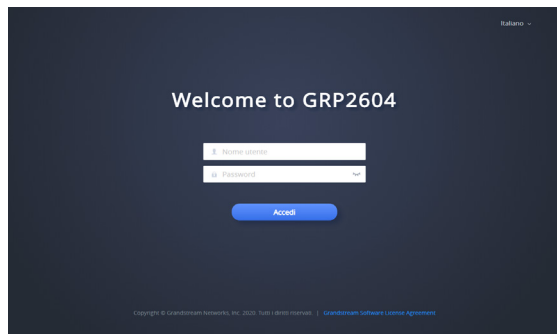 Italiano
Welcome to GRP2604
Nome utente
Password
Accedi
Copyright © Grandstream Networks, Inc. 2020. Tutti i diritti riservati. | Grandstream Software License Agreement